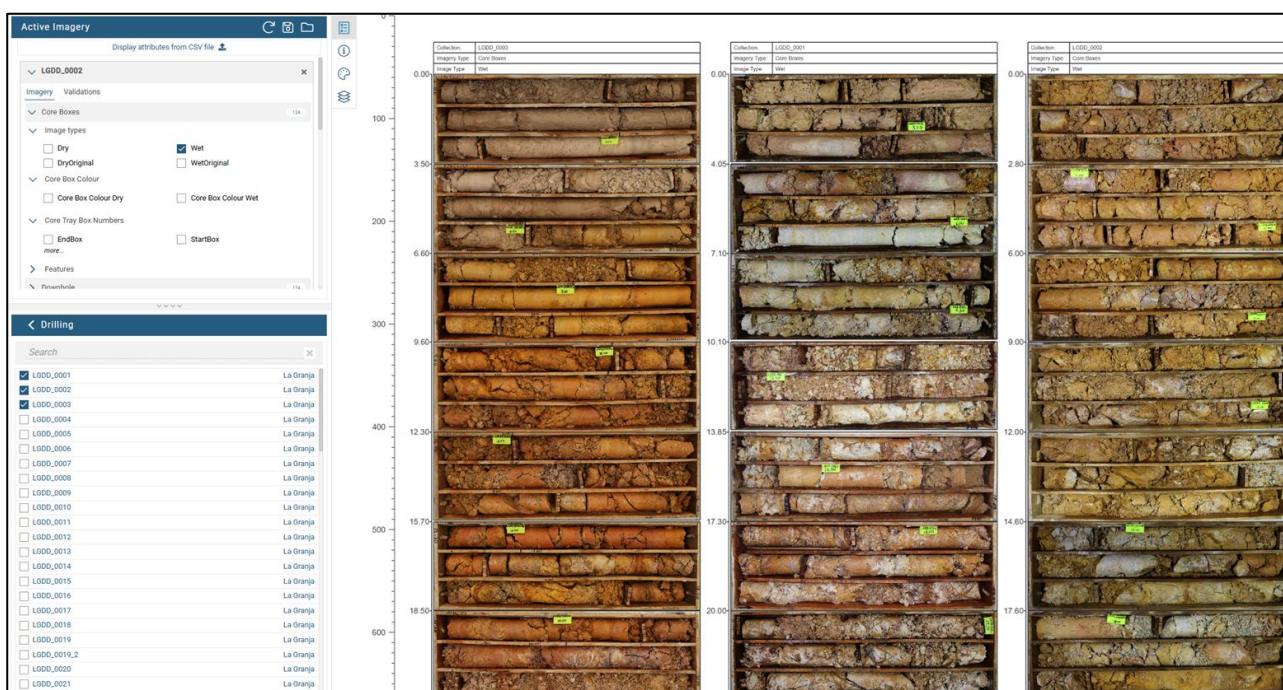 Active Imagery
Display attributes from CSV file
LGDD_0002
Imagery Validations
Core Boxes 124
Image types
Dry Wet
DryOriginal WetOriginal
Core Box Colour
Core Box Colour Dry Core Box Colour Wet
Core Tray Box Numbers
EndBox StartBox
more...
Features
Downhole 124
Drilling
Search
LGDD_0001 La Granja
LGDD_0002 La Granja
LGDD_0003 La Granja
LGDD_0004 La Granja
LGDD_0005 La Granja
LGDD_0006 La Granja
LGDD_0007 La Granja
LGDD_0008 La Granja
LGDD_0009 La Granja
LGDD_0010 La Granja
LGDD_0011 La Granja
LGDD_0012 La Granja
LGDD_0013 La Granja
LGDD_0014 La Granja
LGDD_0015 La Granja
LGDD_0016 La Granja
LGDD_0017 La Granja
LGDD_0018 La Granja
LGDD_0019 La Granja
LGDD_0019_2 La Granja
LGDD_0020 La Granja
LGDD_0021 La Granja
0
100
200
300
400
500
600
Collection: LGDD_0003
Imagery Type: Core Boxes
Image Type Wet
0.00
3.50
6.60
9.60
12.30
15.70
18.50
Collection: LGDD_0001
Imagery Type: Core Boxes
Image Type Wet
0.00
4.05
7.10
10.10
13.85
17.30
20.00
Collection: LGDD_0002
Imagery Type: Core Boxes
Image Type Wet
0.00
2.80
6.00
9.00
12.00
14.60
17.60